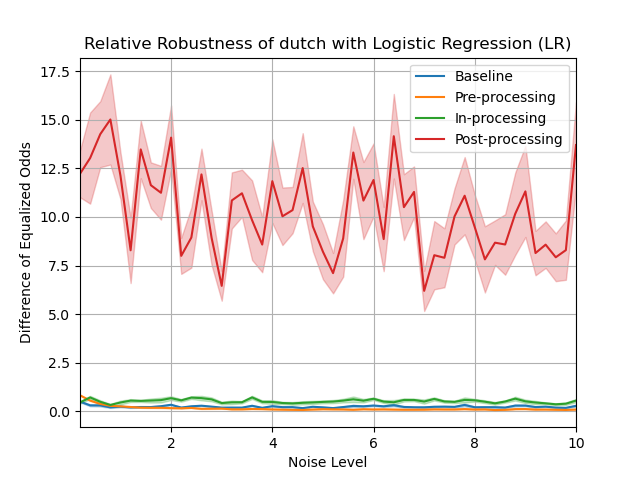 Relative Robustness of dutch with Logistic Regression (LR)
Difference of Equalized Odds
17.5
15.0
12.5
10.0
7.5
5.0
2.5
0.0
Baseline
Pre-processing
In-processing
Post-processing
2
4
6
8
10
Noise Level